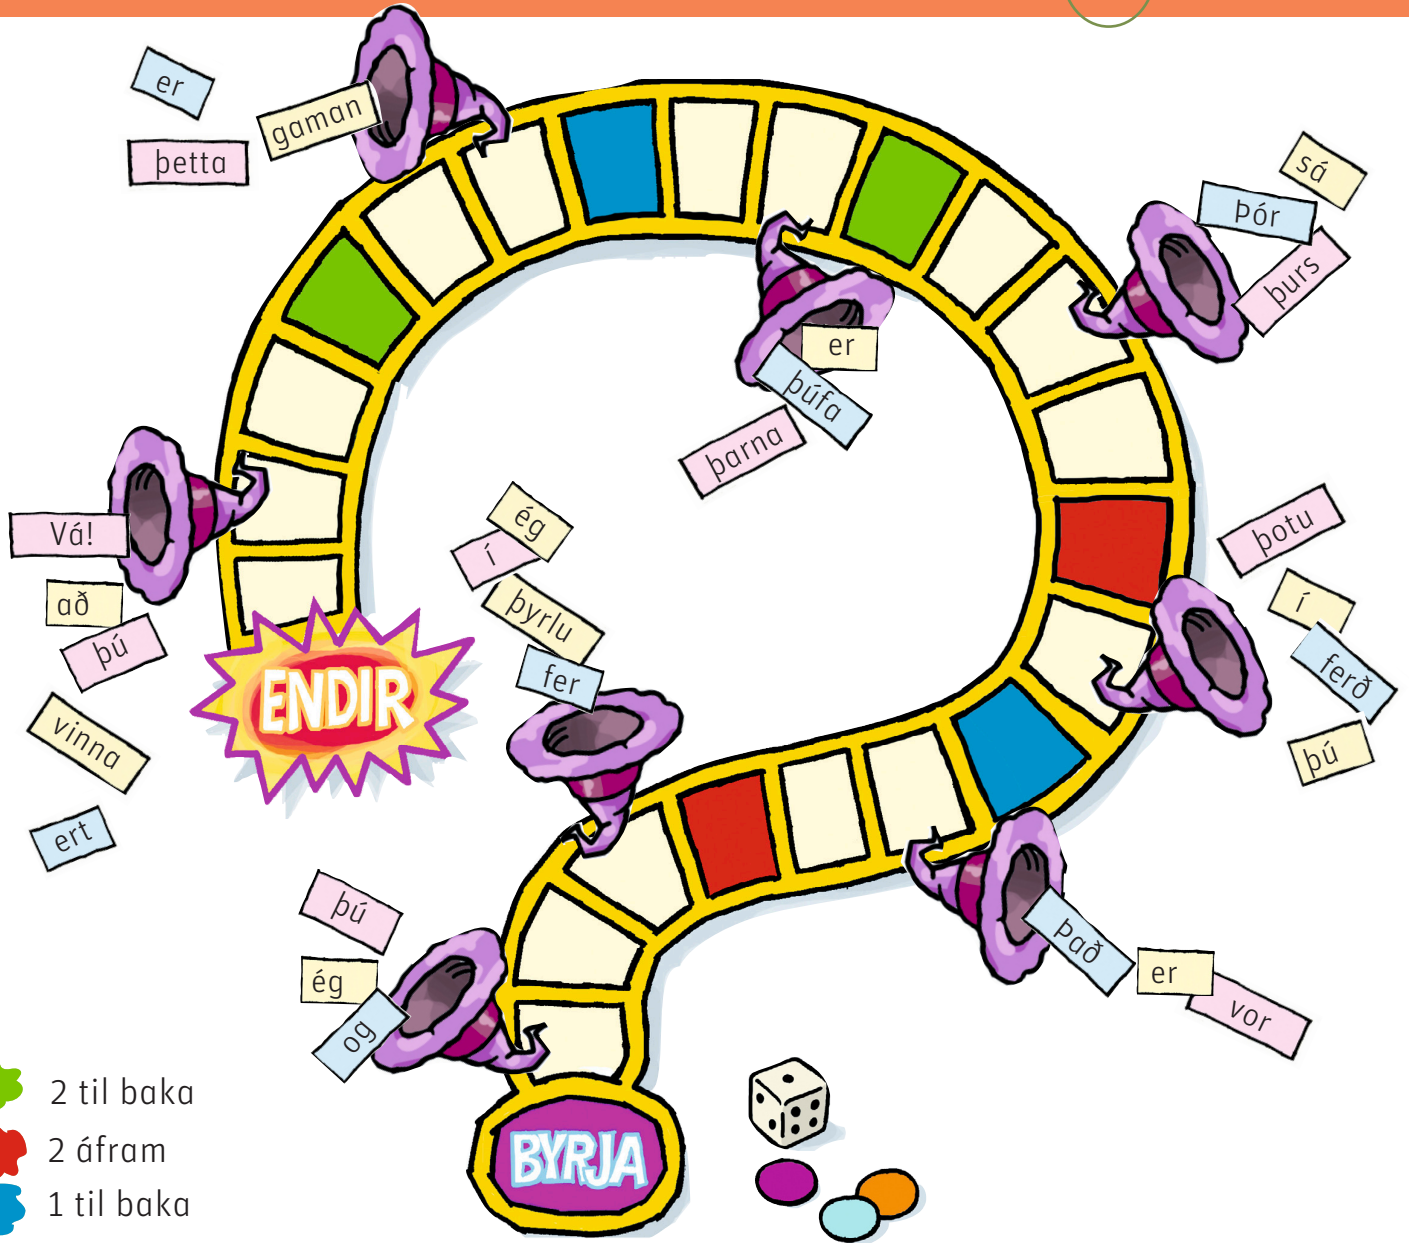 er
gaman
þetta
sá
þór
þurs
er
þúfa
þarna
Vá!
að
þú
vinna
ert
ég
í
þyrlu
fer
þotu
í
ferð
þú
ENDIR
þú
ég
og
það
er
vor
2 til baka
2 áfram
1 til baka
BYRJA